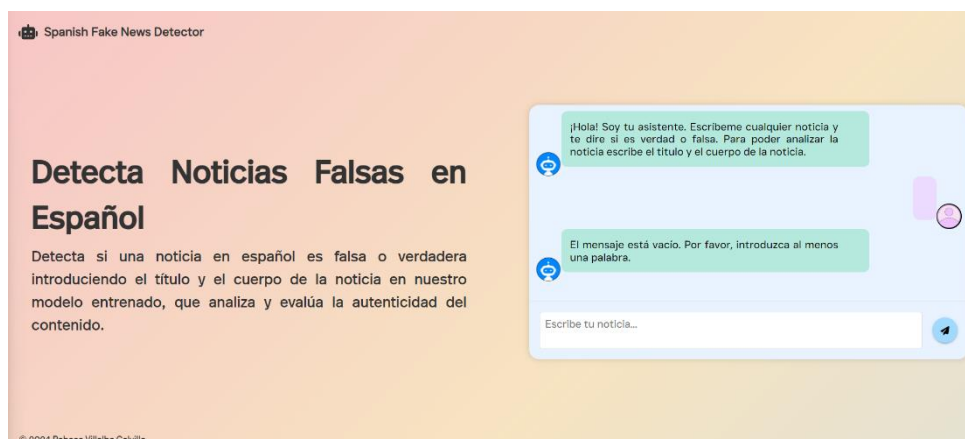 Spanish Fake News Detector
Detecta Noticias Falsas en
Español
Detecta si una noticia en español es falsa o verdadera
introduciendo el título y el cuerpo de la noticia en nuestro
modelo entrenado, que analiza y evalúa la autenticidad del
contenido.
¡Hola! Soy tu asistente. Escríbeme cualquier noticia y
te dire si es verdad o falsa. Para poder analizar la
noticia escribe el titulo y el cuerpo de la noticia.
El mensaje está vacío. Por favor, introduzca al menos
una palabra.
Escribe tu noticia...